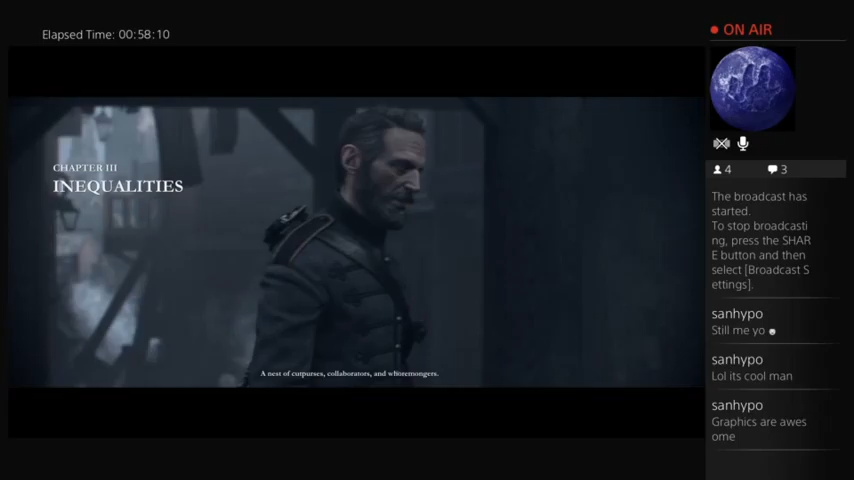 Elapsed Time: 00:58:10
ON AIR
CHAPTER III
INEQUALITIES
A nest of cutpurses, collaborators, and whoremongers.
4
3
The broadcast has
started.
To stop broadcasti
ng, press the SHAR
E button and then
select [Broadcast S
ettings].
sanhypo
Still me yo
sanhypo
Lol its cool man
sanhypo
Graphics are awes
ome